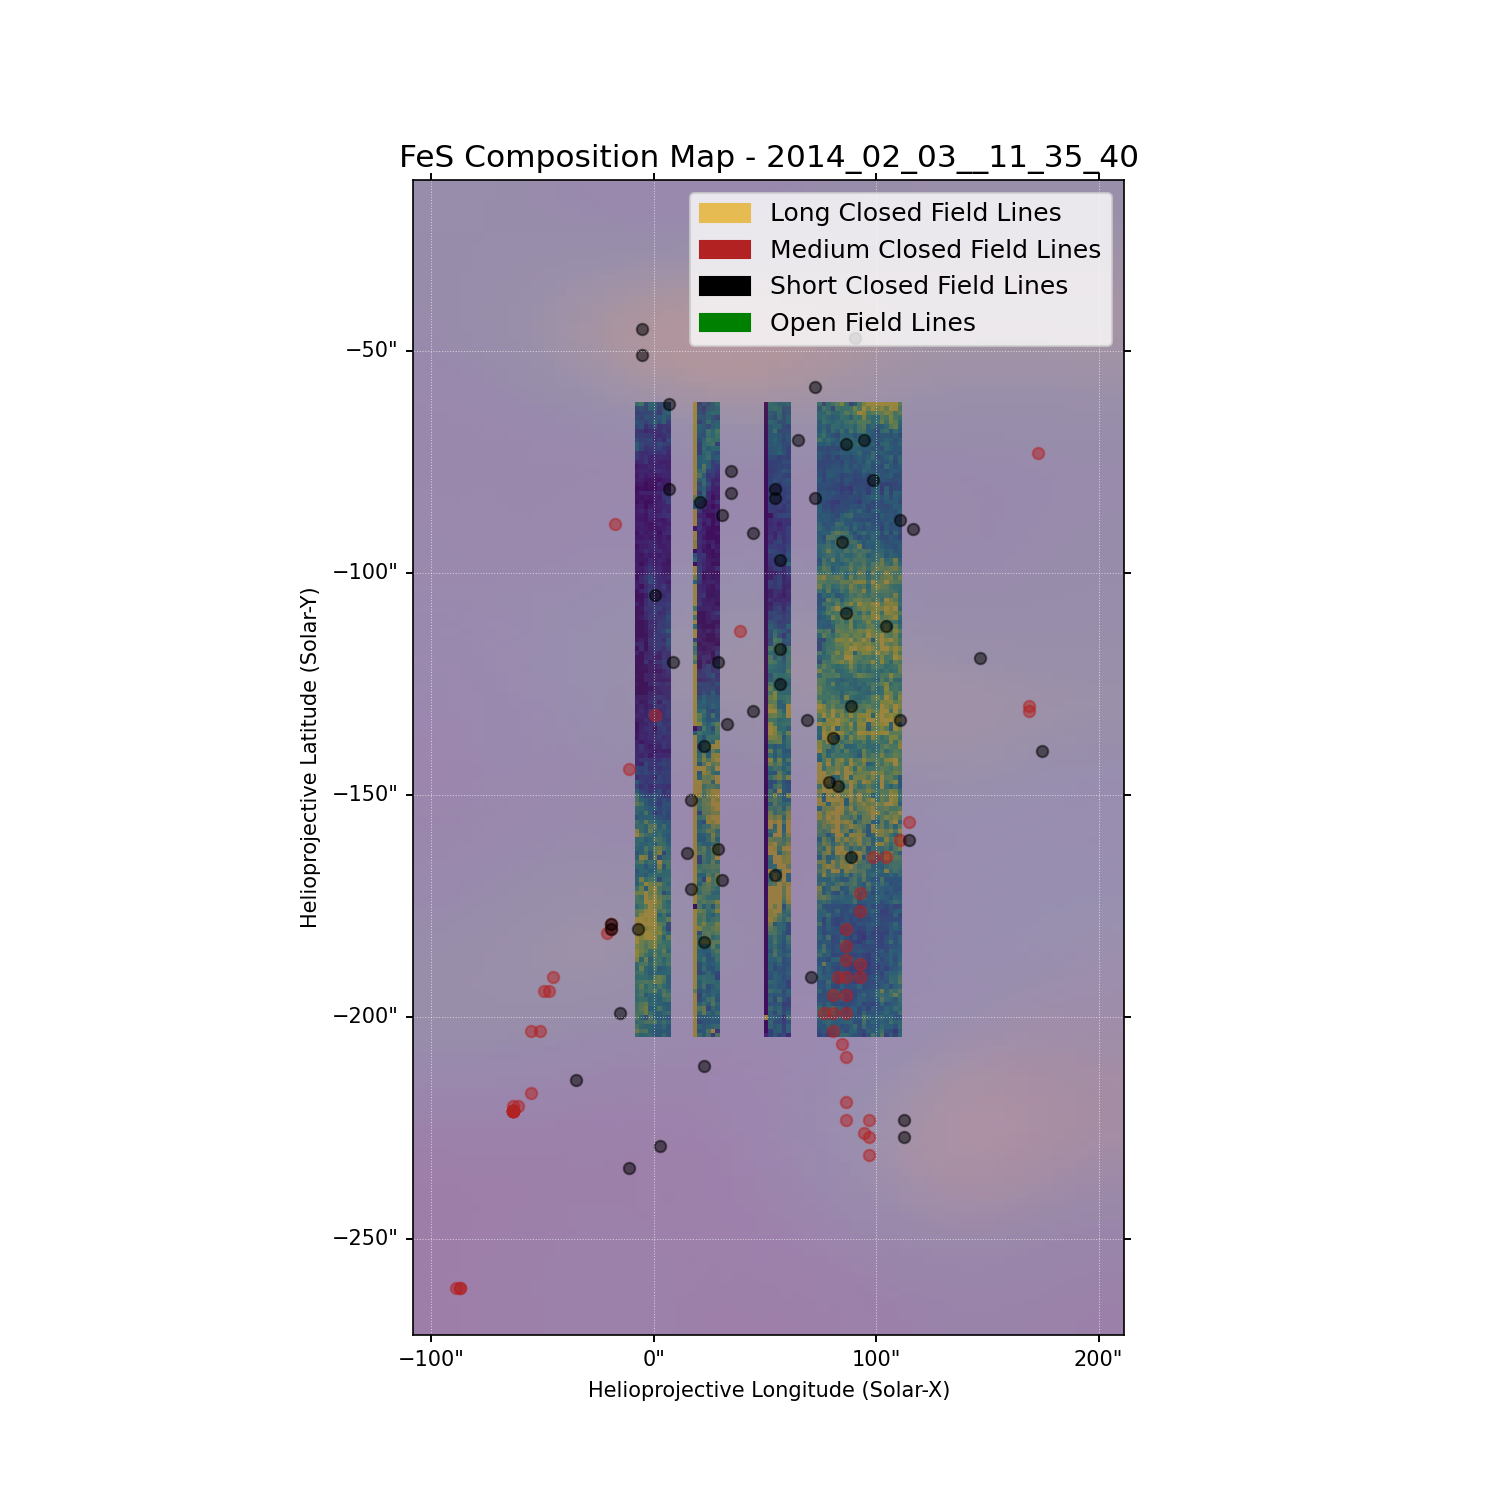 FeS Composition Map - 2014_02_03__11_35_40
Long Closed Field Lines
Medium Closed Field Lines
Short Closed Field Lines
Open Field Lines
−50"
−100"
−150"
−200"
−250"
Helioprojective Latitude (Solar-Y)
−100"
0"
100"
200"
Helioprojective Longitude (Solar-X)